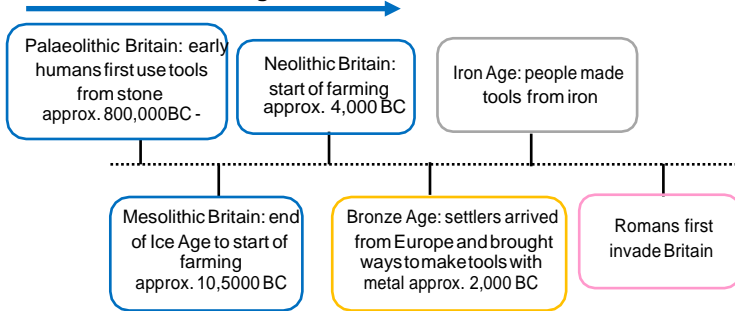 Palaeolithic Britain: early
humans first use tools
from stone
approx. 800,000BC -
Neolithic Britain:
start of farming
approx. 4,000 BC
Iron Age: people made
tools from iron
Mesolithic Britain: end
of Ice Age to start of
farming
approx. 10,5000 BC
Bronze Age: settlers arrived
from Europe and brought
ways to make tools with
metal approx. 2,000 BC
Romans first
invade Britain